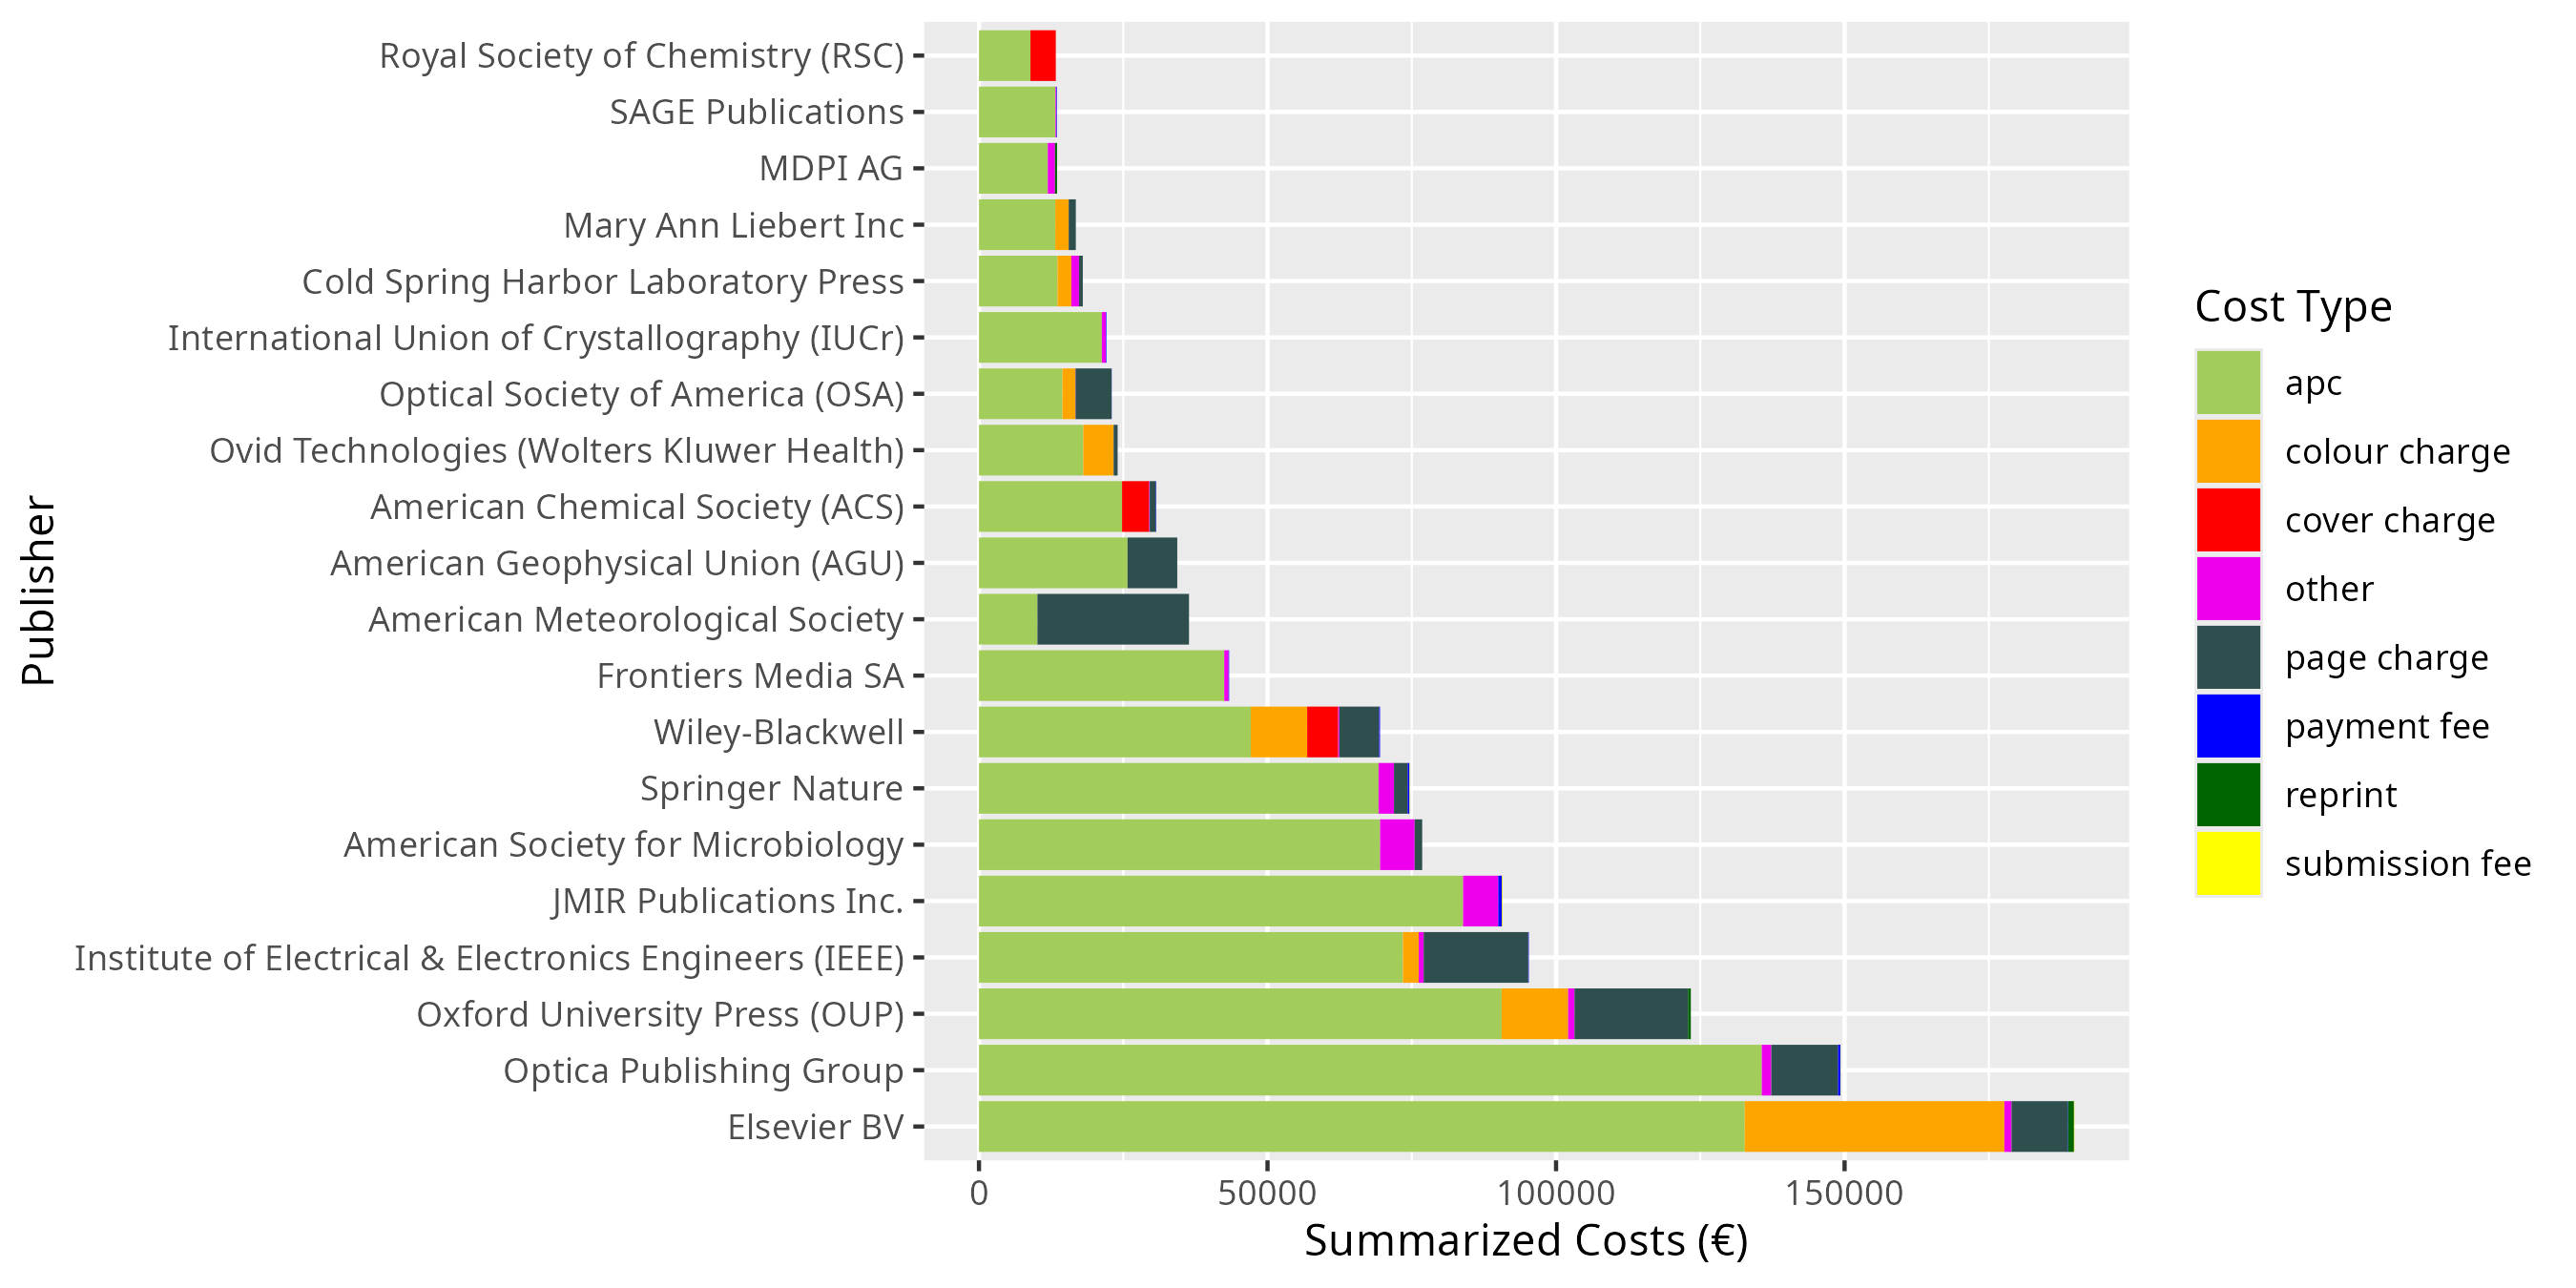 Royal Society of Chemistry (RSC)
SAGE Publications
MDPI AG
Mary Ann Liebert Inc
Cold Spring Harbor Laboratory Press
International Union of Crystallography (IUCr)
Optical Society of America (OSA)
Ovid Technologies (Wolters Kluwer Health)
American Chemical Society (ACS)
American Geophysical Union (AGU)
American Meteorological Society
Frontiers Media SA
Wiley-Blackwell
Springer Nature
American Society for Microbiology
JMIR Publications Inc.
Institute of Electrical & Electronics Engineers (IEEE)
Oxford University Press (OUP)
Optica Publishing Group
Elsevier BV
Publisher
0 50000 100000 150000
Summarized Costs (€)
Cost Type
apc
colour charge
cover charge
other
page charge
payment fee
reprint
submission fee